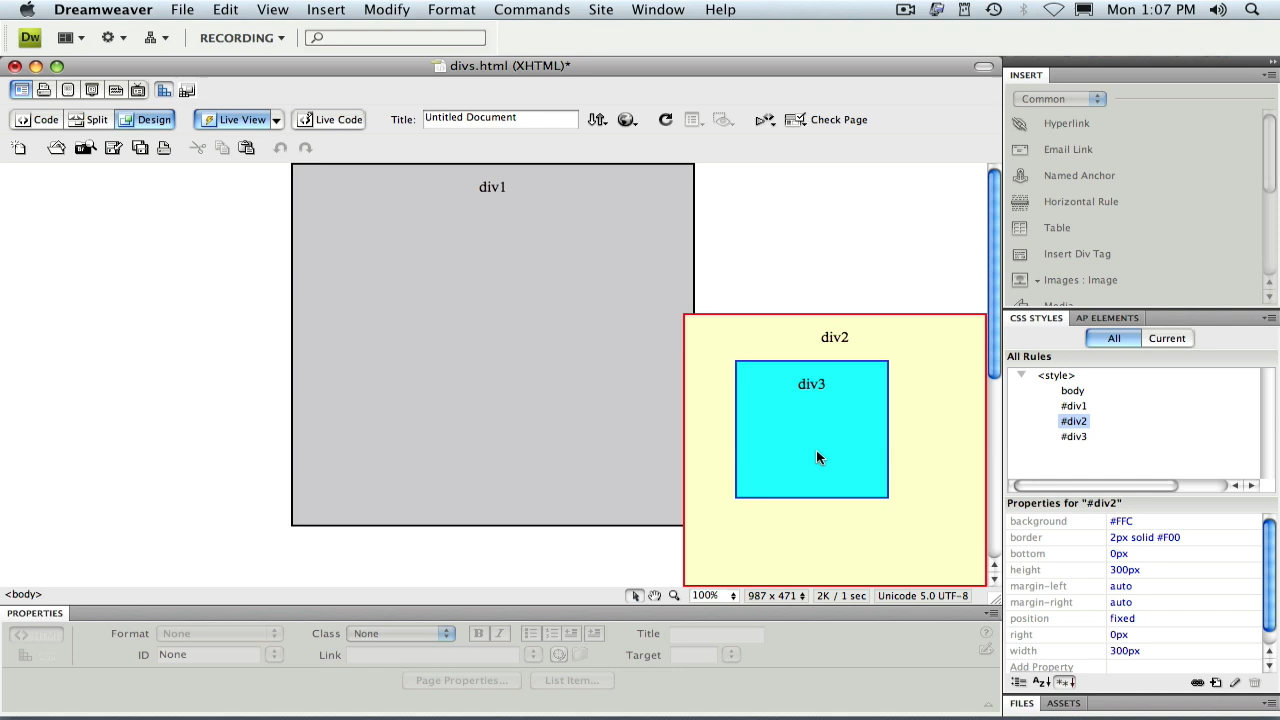 Dreamweaver File Edit View Insert Modify Format Commands Site Window Help Mon 1:07 PM
Dw RECORDING
divs.html (XHTML)*
Code Split Design Live View Live Code Title: Untitled Document Check Page
div1
div2
div3
<body> 100% 987 x 471 2K / 1 sec Unicode 5.0 UTF-8
PROPERTIES
Format None Class None B I Title
ID None Link Target
Page Properties... List Item...
INSERT
Common
Hyperlink
Email Link
Named Anchor
Horizontal Rule
Table
Insert Div Tag
Images : Image
CSS STYLES AP ELEMENTS
All Current
All Rules
<style>
body
#div1
#div2
#div3
Properties for "#div2"
background #FFC
border 2px solid #F00
bottom 0px
height 300px
margin-left auto
margin-right auto
position fixed
right 0px
width 300px
Add Property
FILES ASSETS